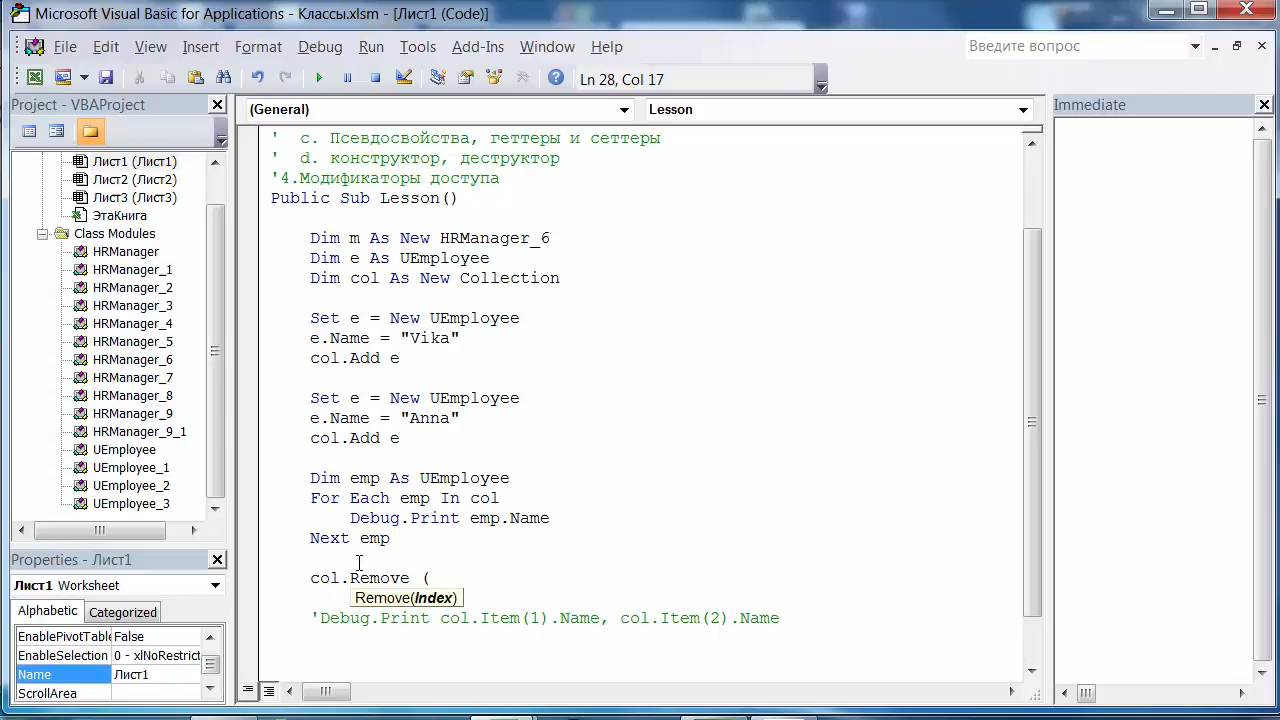 Microsoft Visual Basic for Applications - Классы.xlsm - [Лист1 (Code)]
File Edit View Insert Format Debug Run Tools Add-Ins Window Help
Введите вопрос
Ln 28, Col 17
Project - VBAProject
Лист1 (Лист1)
Лист2 (Лист2)
Лист3 (Лист3)
ЭтаКнига
Class Modules
HRManager
HRManager_1
HRManager_2
HRManager_3
HRManager_4
HRManager_5
HRManager_6
HRManager_7
HRManager_8
HRManager_9
HRManager_9_1
UEmployee
UEmployee_1
UEmployee_2
UEmployee_3
Properties - Лист1
Лист1 Worksheet
Alphabetic Categorized
EnablePivotTable False
EnableSelection 0 - xlNoRestrict
Name Лист1
ScrollArea
(General) Lesson
' c. Псевдосвойства, геттеры и сеттеры
' d. конструктор, деструктор
'4.Модификаторы доступа
Public Sub Lesson()
Dim m As New HRManager_6
Dim e As UEmployee
Dim col As New Collection
Set e = New UEmployee
e.Name = "Vika"
col.Add e
Set e = New UEmployee
e.Name = "Anna"
col.Add e
Dim emp As UEmployee
For Each emp In col
Debug.Print emp.Name
Next emp
col.Remove (
Remove(Index)
'Debug.Print col.Item(1).Name, col.Item(2).Name
Immediate